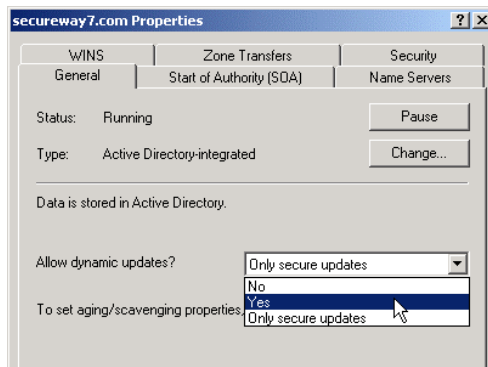 secureway7.com Properties
WINS Zone Transfers Security
General Start of Authority (SOA) Name Servers
Status: Running Pause
Type: Active Directory-integrated Change...
Data is stored in Active Directory.
Allow dynamic updates? Only secure updates
No
Yes
To set aging/scavenging properties, Only secure updates